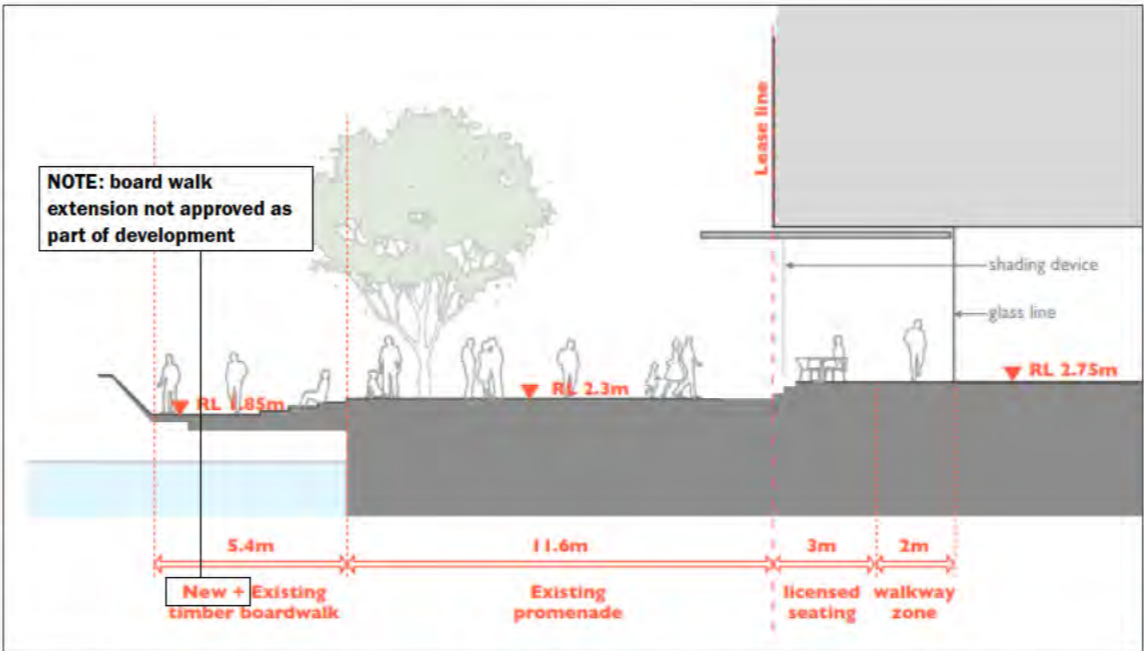 NOTE: board walk
extension not approved as
part of development
Lease line
shading device
glass line
RL 1.85m
RL 2.3m
RL 2.75m
5.4m
11.6m
3m
2m
New + Existing
timber boardwalk
Existing
promenade
licensed
seating
walkway
zone